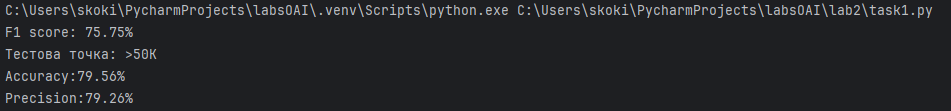 C:\Users\skoki\PycharmProjects\labsOAI\.venv\Scripts\python.exe C:\Users\skoki\PycharmProjects\labsOAI\lab2\task1.py
F1 score: 75.75%
Тестова точка: >50K
Accuracy:79.56%
Precision:79.26%